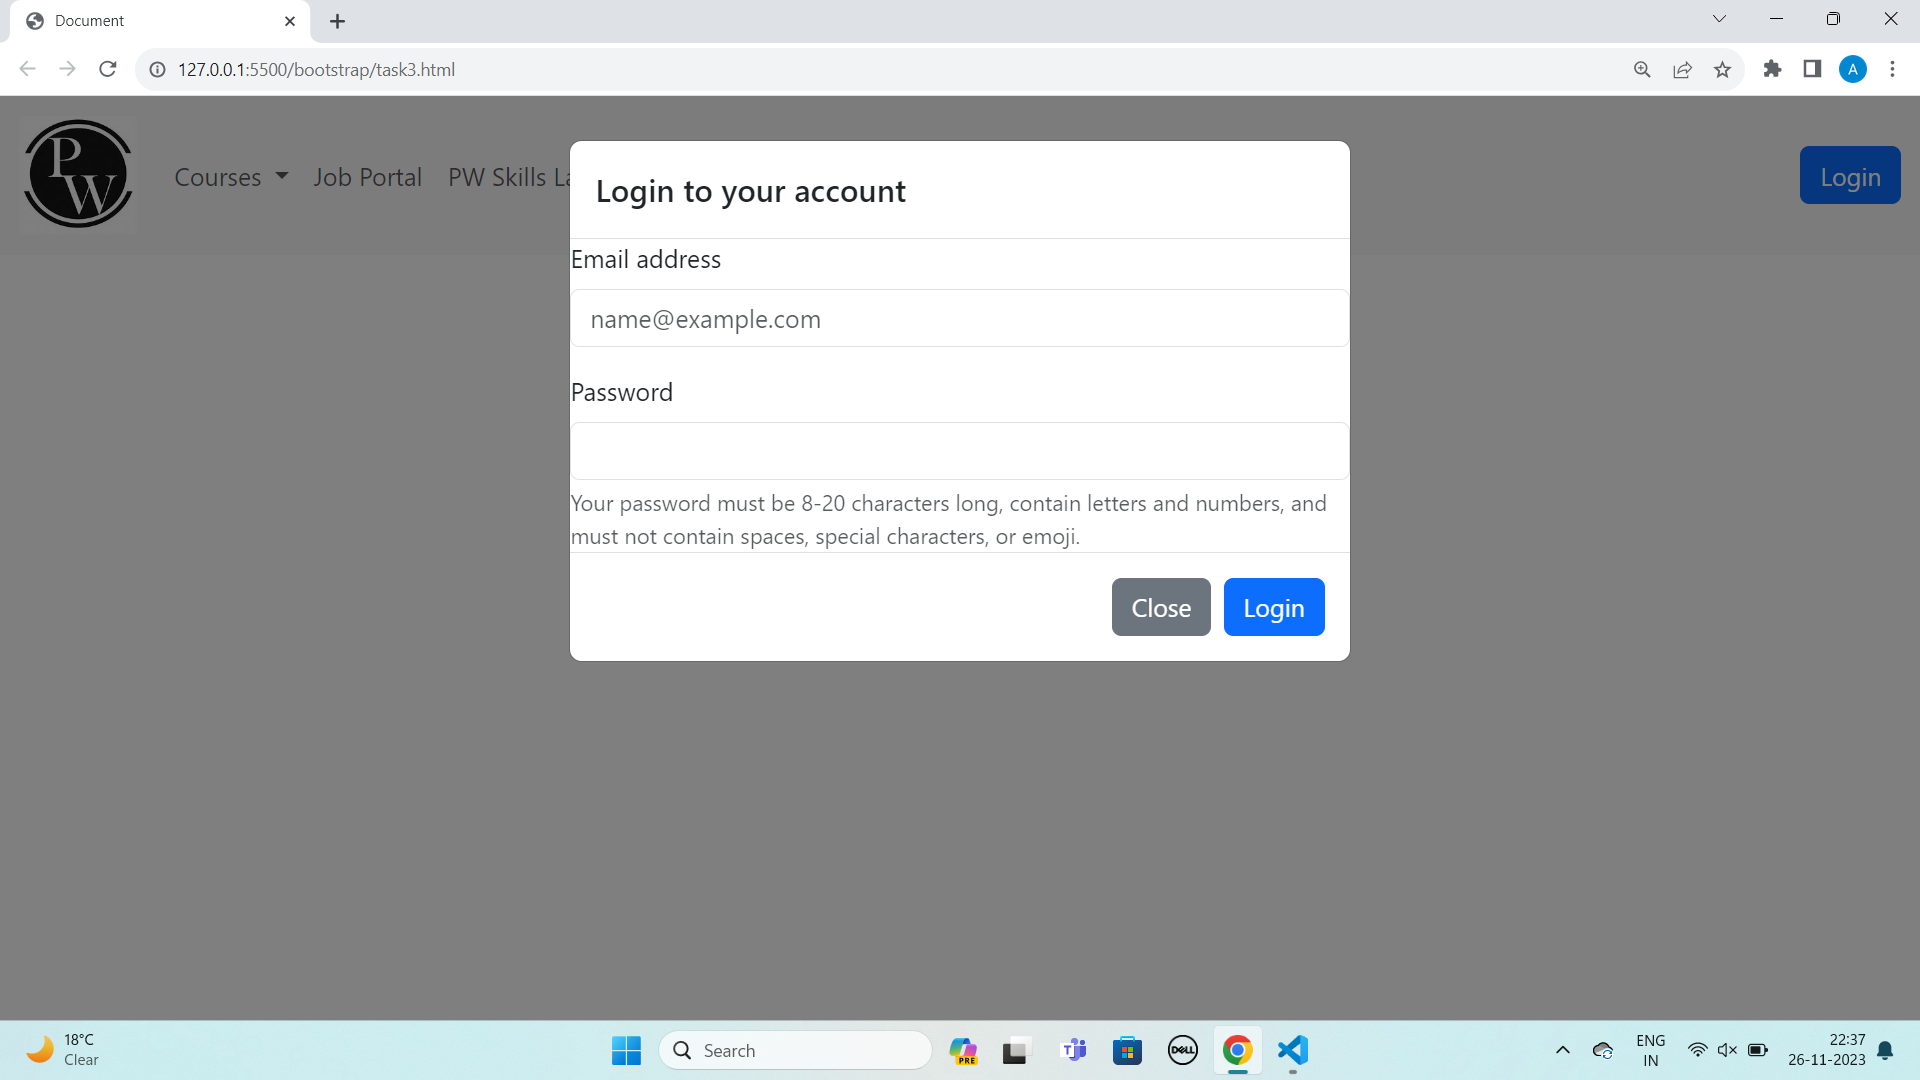 Document
127.0.0.1:5500/bootstrap/task3.html
A
PW
Courses
Job Portal
PW Skills La
Login
Login to your account
Email address
name@example.com
Password
Your password must be 8-20 characters long, contain letters and numbers, and
must not contain spaces, special characters, or emoji.
Close
Login
18°C
Clear
Search
PRE
T
DELL
ENG
IN
22:37
26-11-2023